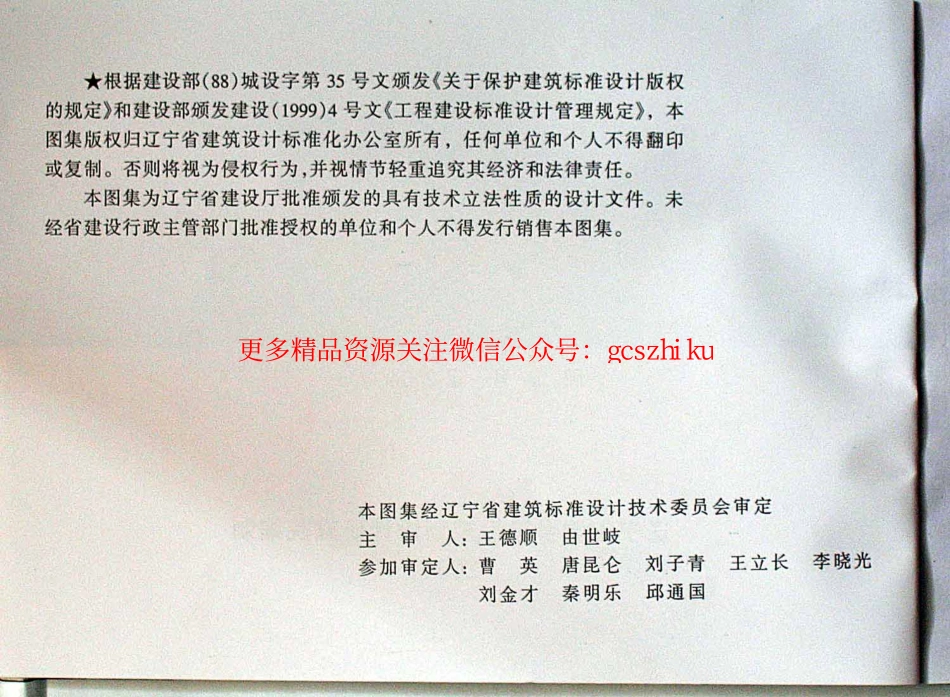 ★根据建设部(88)城设字第 35 号文颁发《关于保护建筑标准设计版权
的规定》和建设部颁发建设(1999)4 号文《工程建设标准设计管理规定》，本
图集版权归辽宁省建筑设计标准化办公室所有，任何单位和个人不得翻印
或复制。否则将视为侵权行为,并视情节轻重追究其经济和法律责任。
本图集为辽宁省建设厅批准颁发的具有技术立法性质的设计文件。未
经省建设行政主管部门批准授权的单位和个人不得发行销售本图集。
更多精品资源关注微信公众号：gcszhiku
本图集经辽宁省建筑标准设计技术委员会审定
主 审 人：王德顺 由世岐
参加审定人：曹 英 唐昆仑 刘子青 王立长 李晓光
刘金才 秦明乐 邱通国